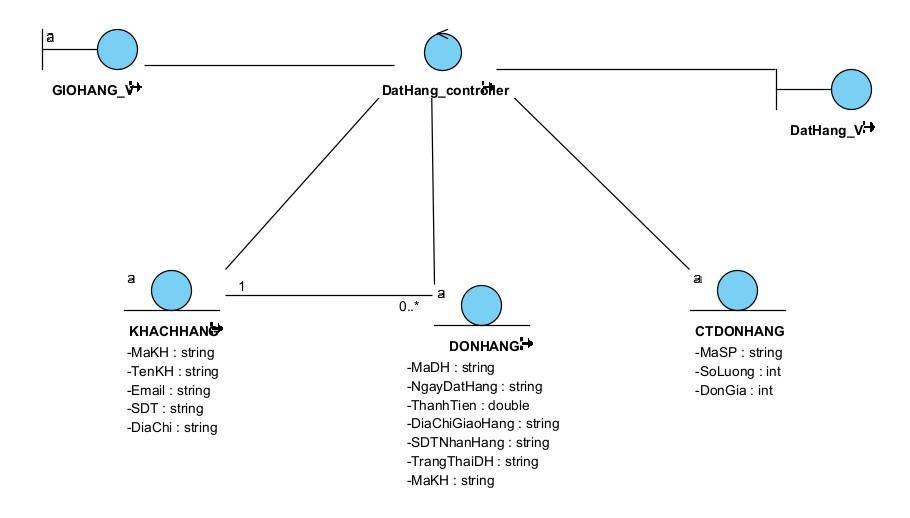 a
GIOHANG_V
DatHang_controller
DatHang_V
a
1
0..*
a
a
KHACHHANG
-MaKH : string
-TenKH : string
-Email : string
-SDT : string
-DiaChi : string
DONHANG
-MaDH : string
-NgayDatHang : string
-ThanhTien : double
-DiaChiGiaoHang : string
-SDTNhanHang : string
-TrangThaiDH : string
-MaKH : string
CTDONHANG
-MaSP : string
-SoLuong : int
-DonGia : int